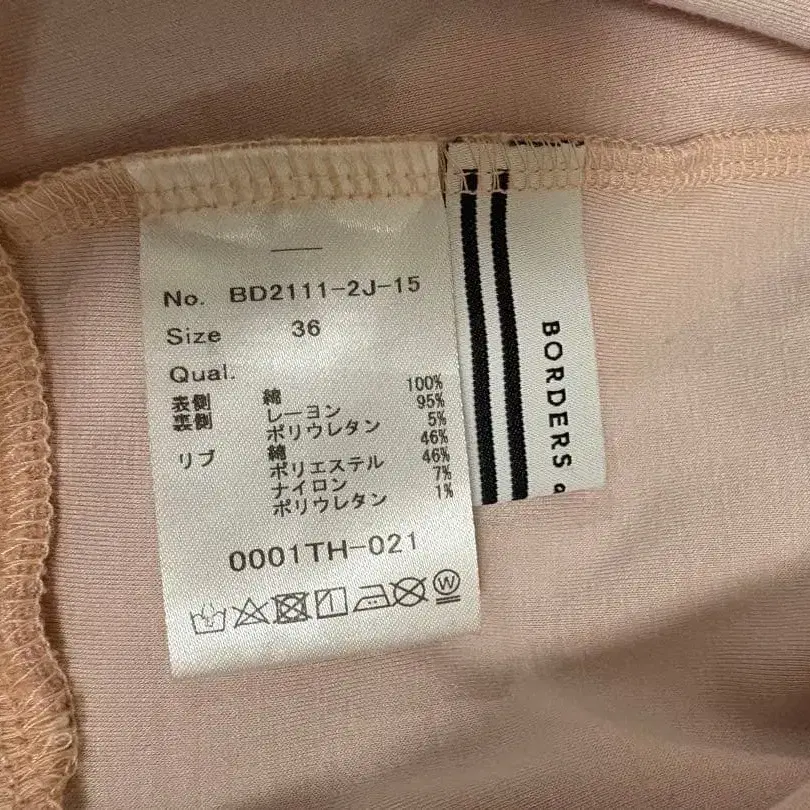 No. BD2111-2J-15
Size 36
Qual.
表側 綿 100%
裏側 レーヨン 95%
ポリウレタン 5%
リブ 綿 46%
ポリエステル 46%
ナイロン 7%
ポリウレタン 1%
0001TH-021
W
BORDERS